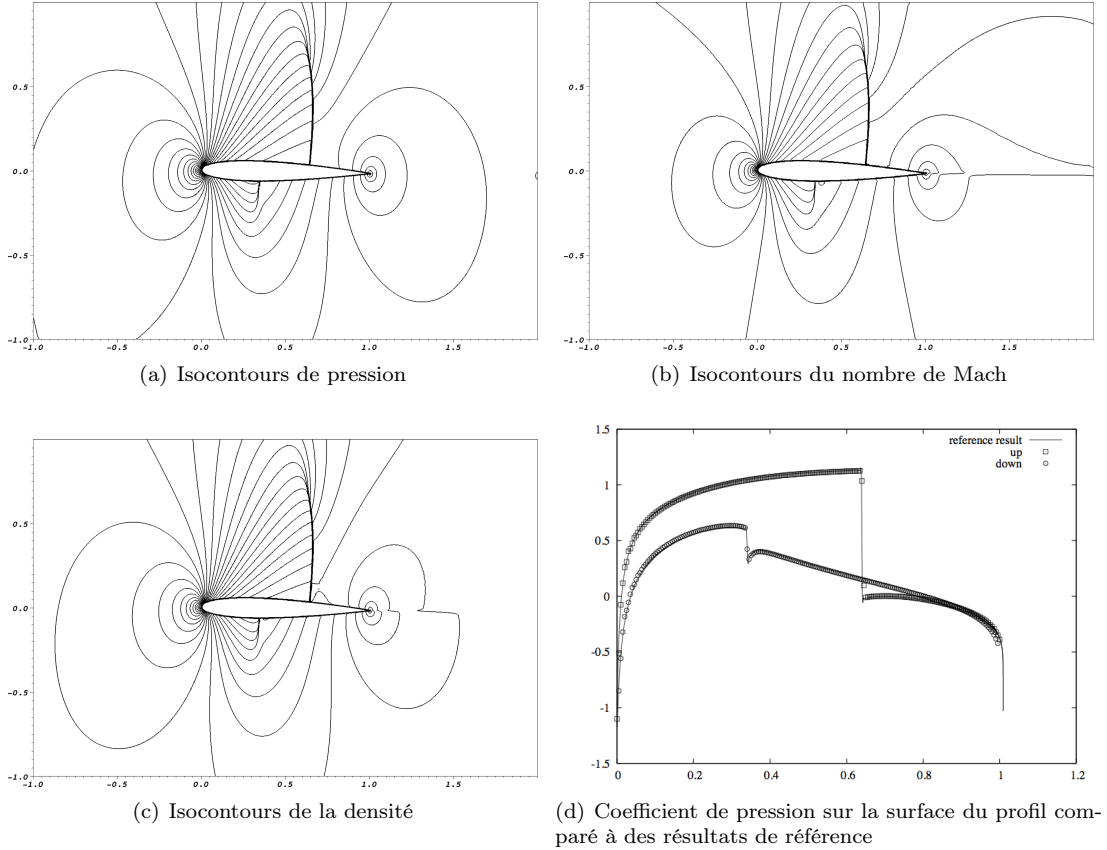 0.5
0.0
-0.5
-1.0
-1.0 -0.5 0.0 0.5 1.0 1.5
(a) Isocontours de pression
0.5
0.0
-0.5
-1.0
-1.0 -0.5 0.0 0.5 1.0 1.5
(b) Isocontours du nombre de Mach
0.5
0.0
-0.5
-1.0
-1.0 -0.5 0.0 0.5 1.0 1.5
(c) Isocontours de la densité
reference result
up
down
1.5
1
0.5
0
-0.5
-1
-1.5
0 0.2 0.4 0.6 0.8 1 1.2
(d) Coefficient de pression sur la surface du profil com-
paré à des résultats de référence